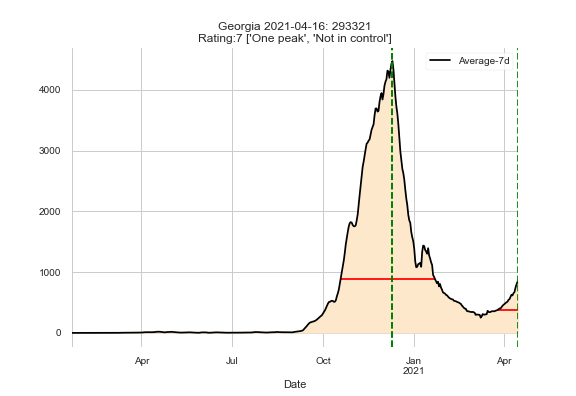 Georgia 2021-04-16: 293321
Rating:7 ['One peak', 'Not in control']
Average-7d
4000
3000
2000
1000
0
Apr
Jul
Oct
Jan
2021
Apr
Date